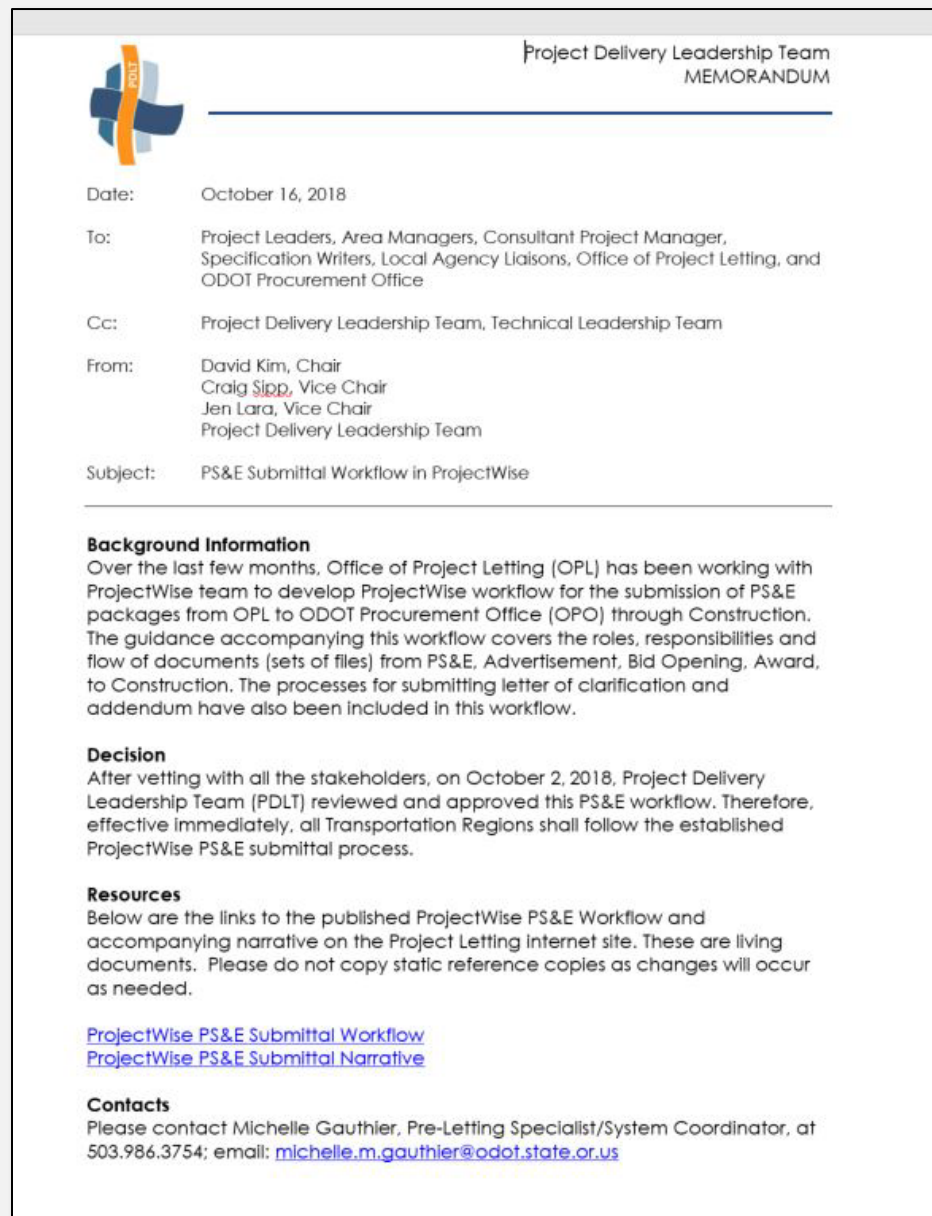 Project Delivery Leadership Team
MEMORANDUM
PDLT
Date: October 16, 2018
To: Project Leaders, Area Managers, Consultant Project Manager,
Specification Writers, Local Agency Liaisons, Office of Project Letting, and
ODOT Procurement Office
Cc: Project Delivery Leadership Team, Technical Leadership Team
From: David Kim, Chair
Craig Sipp, Vice Chair
Jen Lara, Vice Chair
Project Delivery Leadership Team
Subject: PS&E Submittal Workflow in ProjectWise
Background Information
Over the last few months, Office of Project Letting (OPL) has been working with
ProjectWise team to develop ProjectWise workflow for the submission of PS&E
packages from OPL to ODOT Procurement Office (OPO) through Construction.
The guidance accompanying this workflow covers the roles, responsibilities and
flow of documents (sets of files) from PS&E, Advertisement, Bid Opening, Award,
to Construction. The processes for submitting letter of clarification and
addendum have also been included in this workflow.
Decision
After vetting with all the stakeholders, on October 2, 2018, Project Delivery
Leadership Team (PDLT) reviewed and approved this PS&E workflow. Therefore,
effective immediately, all Transportation Regions shall follow the established
ProjectWise PS&E submittal process.
Resources
Below are the links to the published ProjectWise PS&E Workflow and
accompanying narrative on the Project Letting internet site. These are living
documents.  Please do not copy static reference copies as changes will occur
as needed.
ProjectWise PS&E Submittal Workflow
ProjectWise PS&E Submittal Narrative
Contacts
Please contact Michelle Gauthier, Pre-Letting Specialist/System Coordinator, at
503.986.3754; email: michelle.m.gauthier@odot.state.or.us